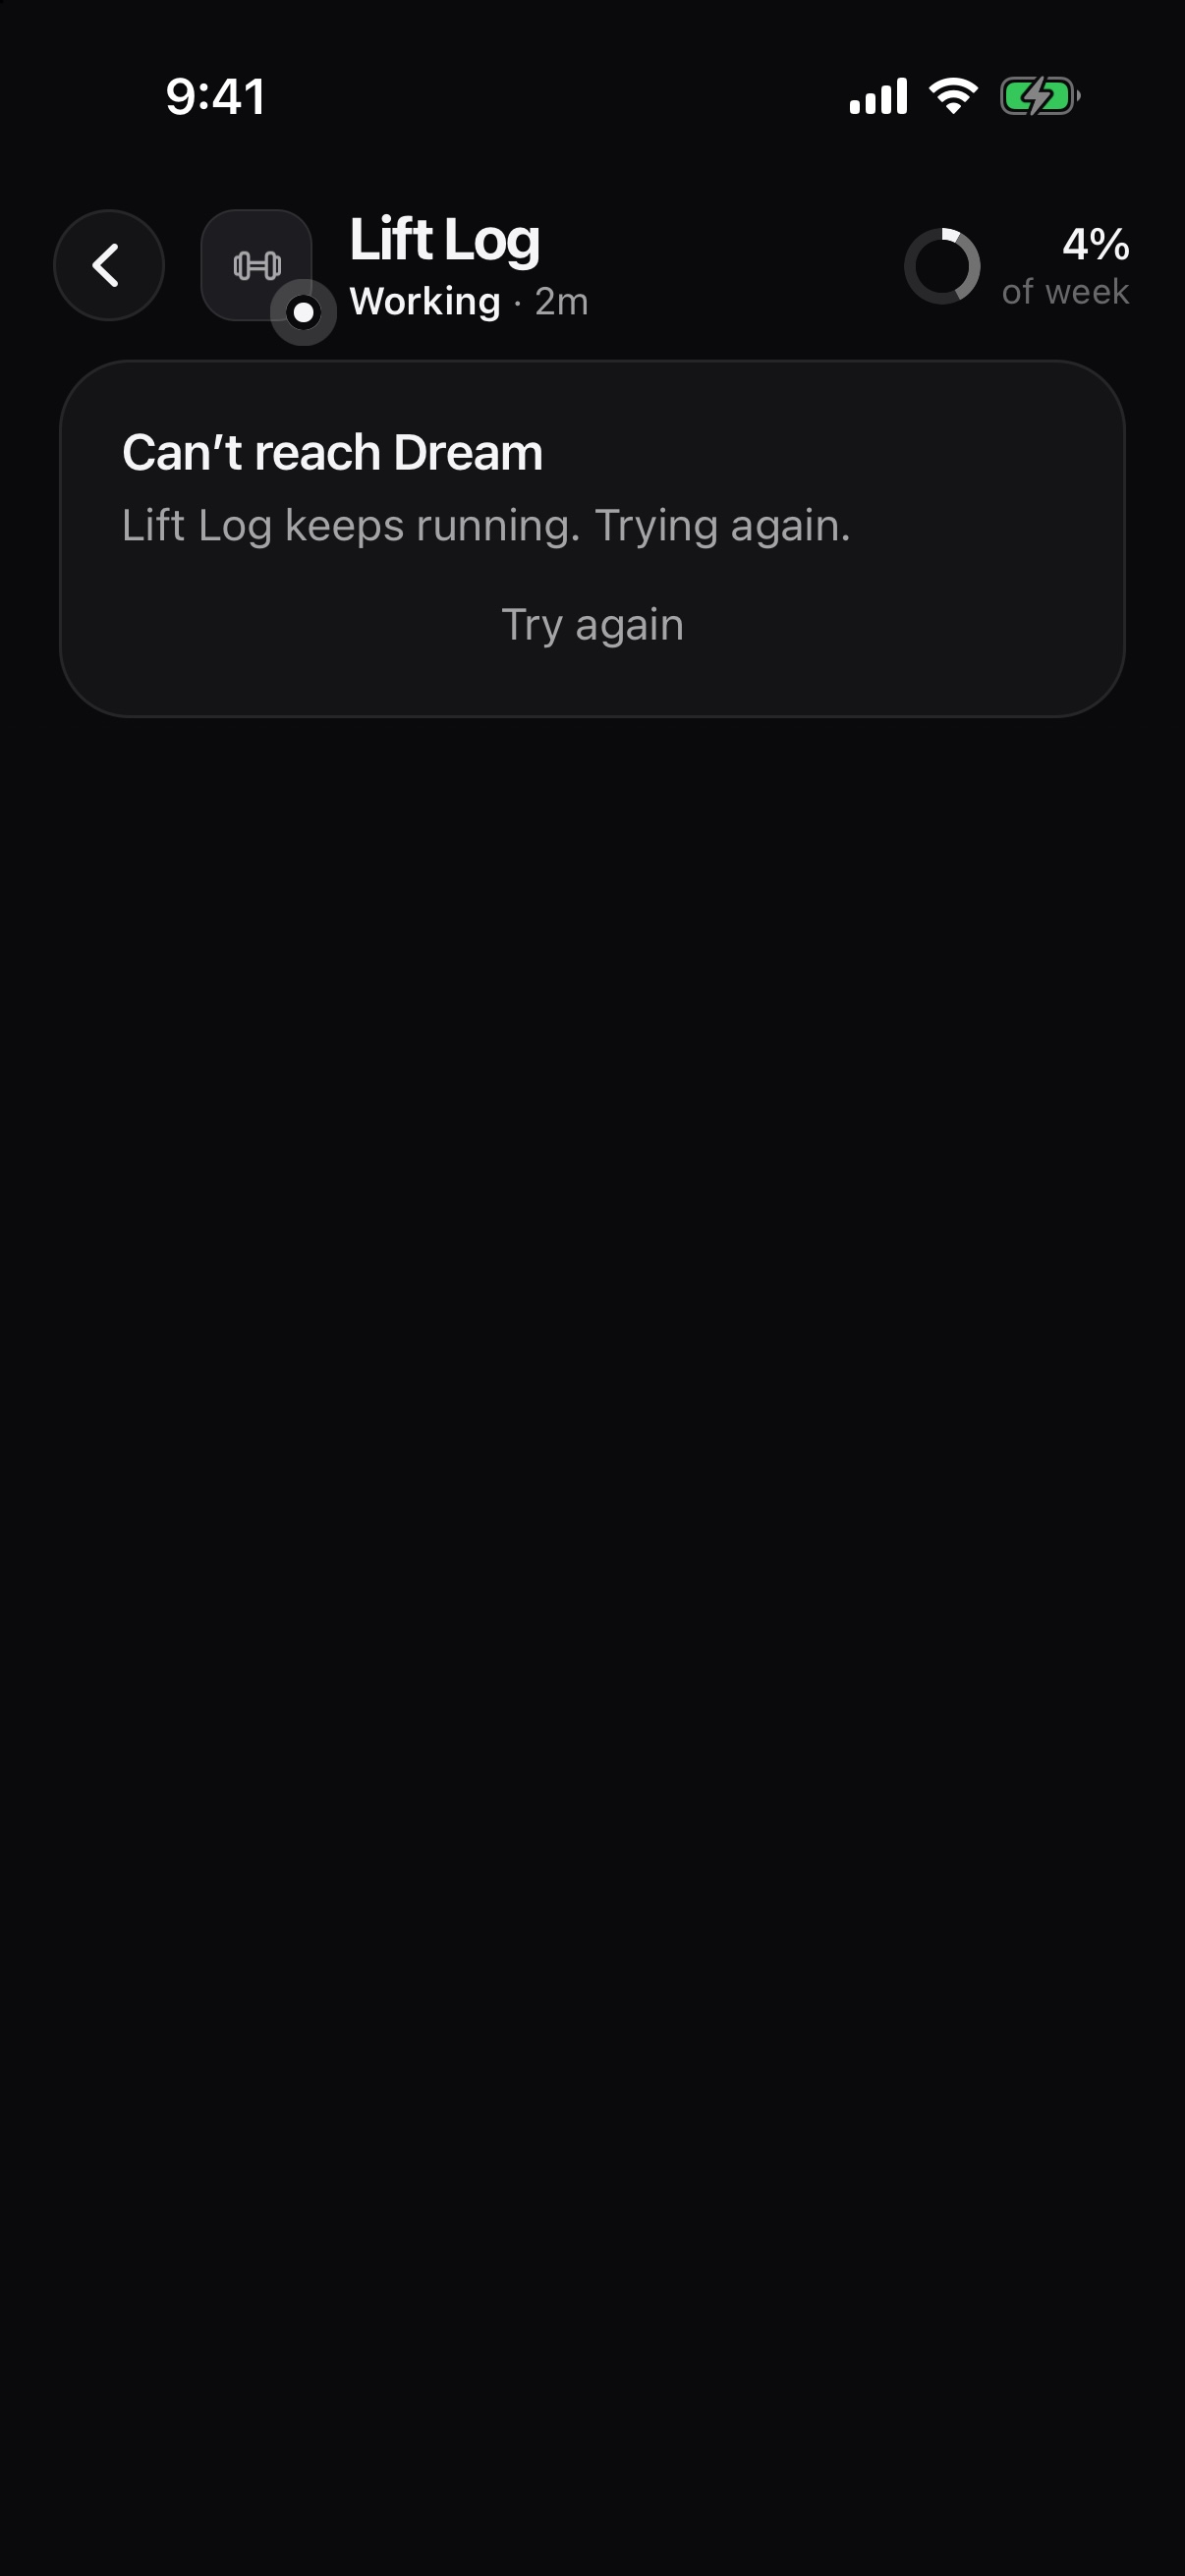 9:41
Lift Log
Working · 2m
4%
of week
Can’t reach Dream
Lift Log keeps running. Trying again.
Try again